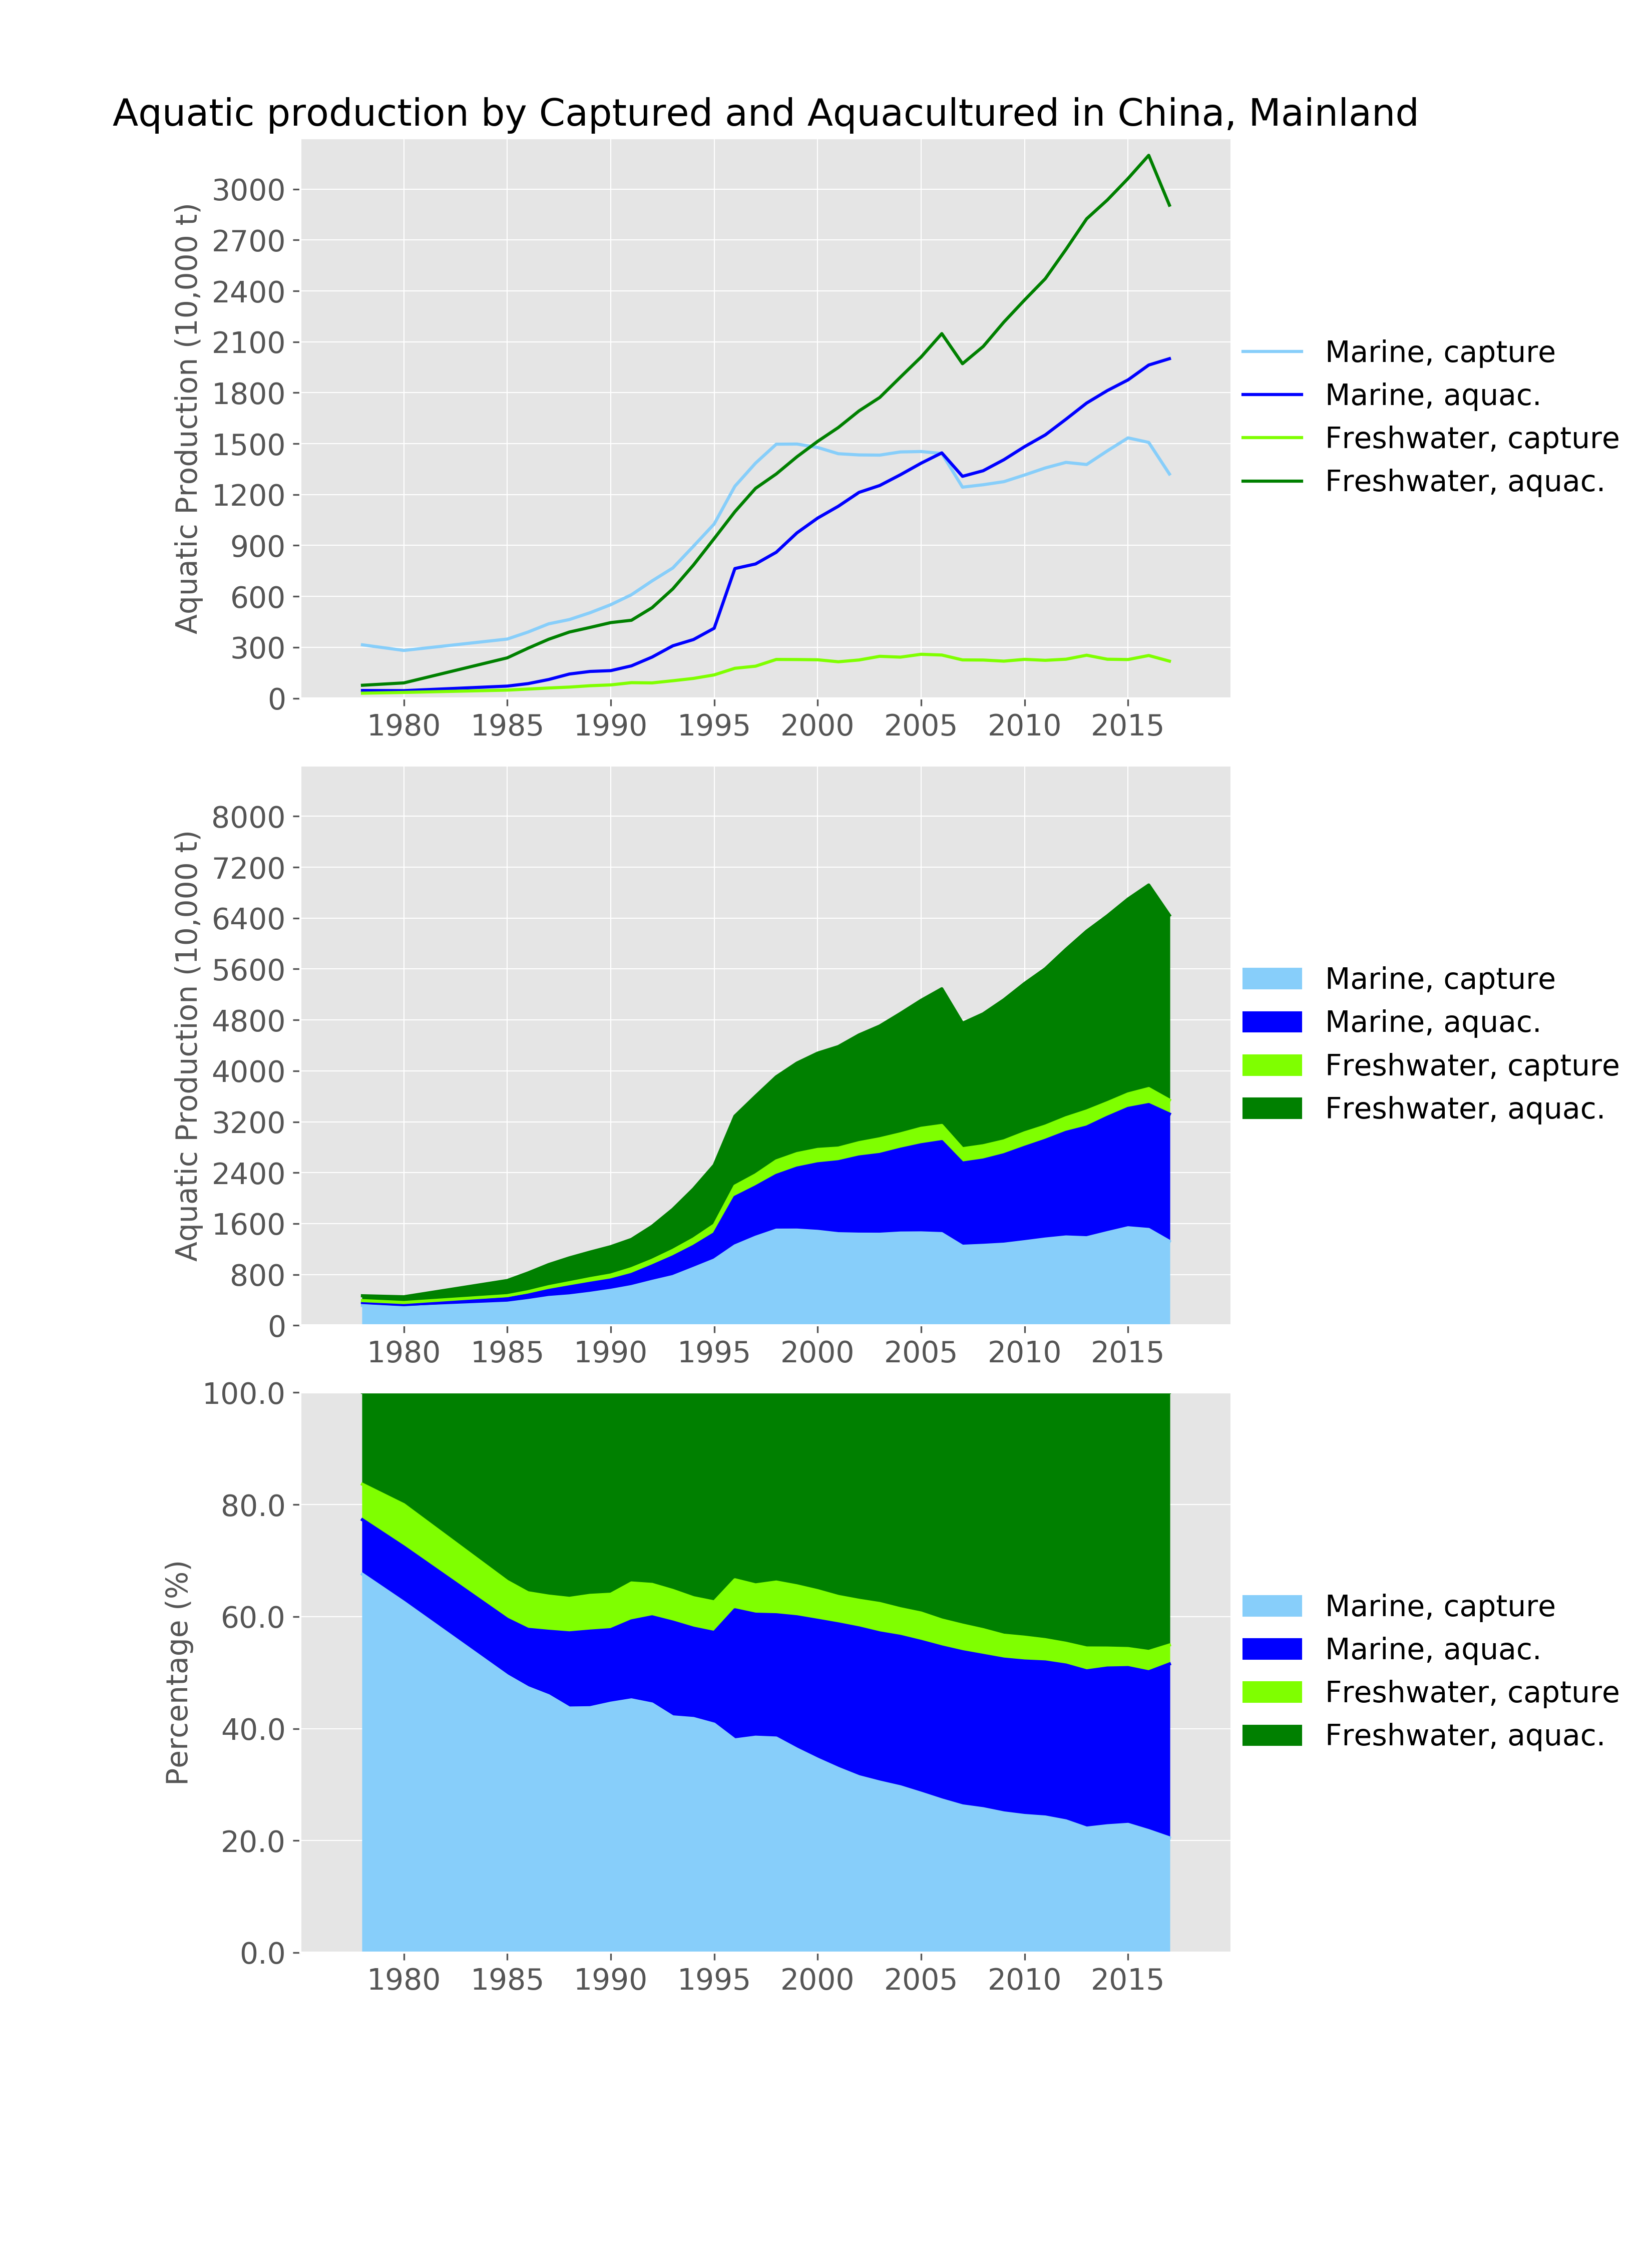 Aquatic production by Captured and Aquacultured in China, Mainland
Aquatic Production (10,000 t)
3000
2700
2400
2100
1800
1500
1200
900
600
300
0
1980 1985 1990 1995 2000 2005 2010 2015
Marine, capture
Marine, aquac.
Freshwater, capture
Freshwater, aquac.
Aquatic Production (10,000 t)
8000
7200
6400
5600
4800
4000
3200
2400
1600
800
0
1980 1985 1990 1995 2000 2005 2010 2015
Marine, capture
Marine, aquac.
Freshwater, capture
Freshwater, aquac.
Percentage (%)
100.0
80.0
60.0
40.0
20.0
0.0
1980 1985 1990 1995 2000 2005 2010 2015
Marine, capture
Marine, aquac.
Freshwater, capture
Freshwater, aquac.